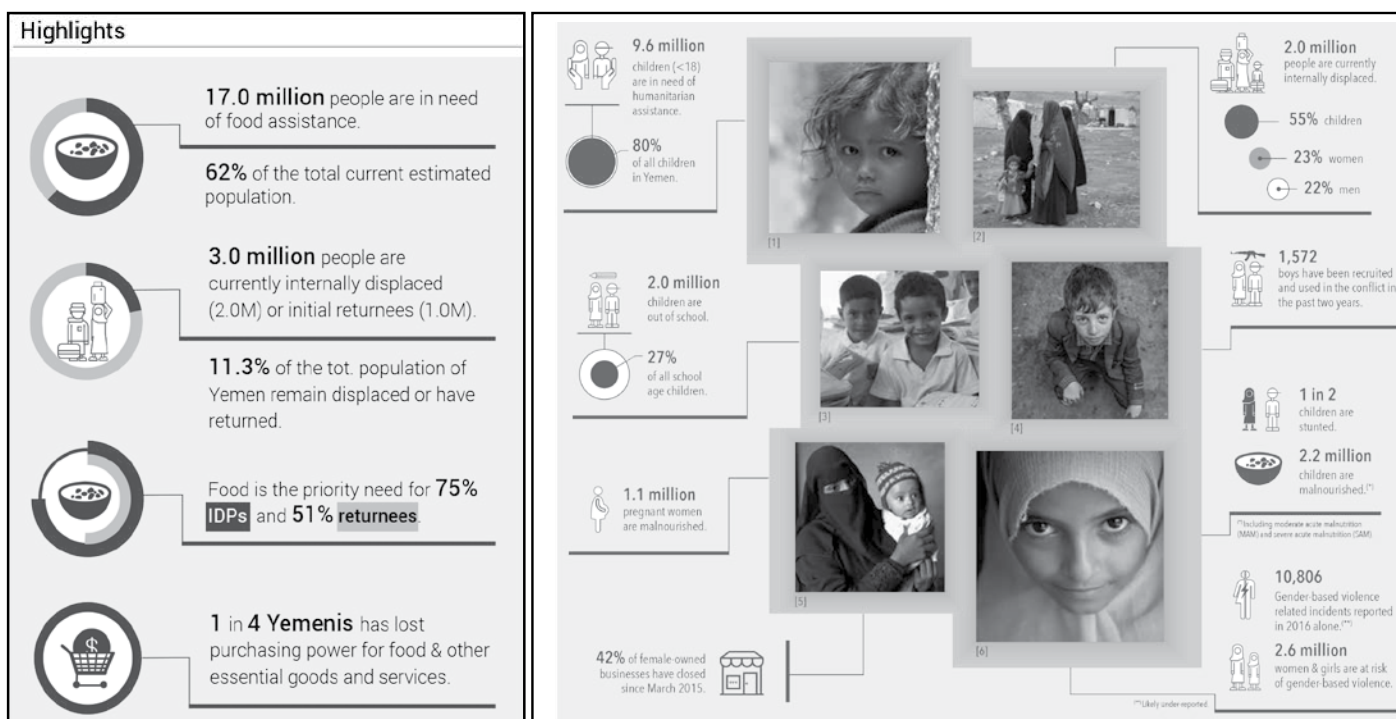 Highlights
17.0 million people are in need
of food assistance.
62% of the total current estimated
population.
3.0 million people are
currently internally displaced
(2.0M) or initial returnees (1.0M).
11.3% of the tot. population of
Yemen remain displaced or have
returned.
Food is the priority need for 75%
IDPs and 51% returnees.
$
1 in 4 Yemenis has lost
purchasing power for food & other
essential goods and services.
9.6 million
children (<18)
are in need of
humanitarian
assistance.
80%
of all children
in Yemen.
2.0 million
children are
out of school.
27%
of all school
age children.
1.1 million
pregnant women
are malnourished.
42% of female-owned
businesses have closed
since March 2015.
[1]
[2]
[3]
[4]
[5]
[6]
2.0 million
people are currently
internally displaced.
55% children
23% women
22% men
1,572
boys have been recruited
and used in the conflict in
the past two years.
1 in 2
children are
stunted.
2.2 million
children are
malnourished.(*)
(*)Including moderate acute malnutrition
(MAM) and severe acute malnutrition (SAM).
10,806
Gender-based violence
related incidents reported
in 2016 alone.(**)
2.6 million
women & girls are at risk
of gender-based violence.
(**)Likely under-reported.